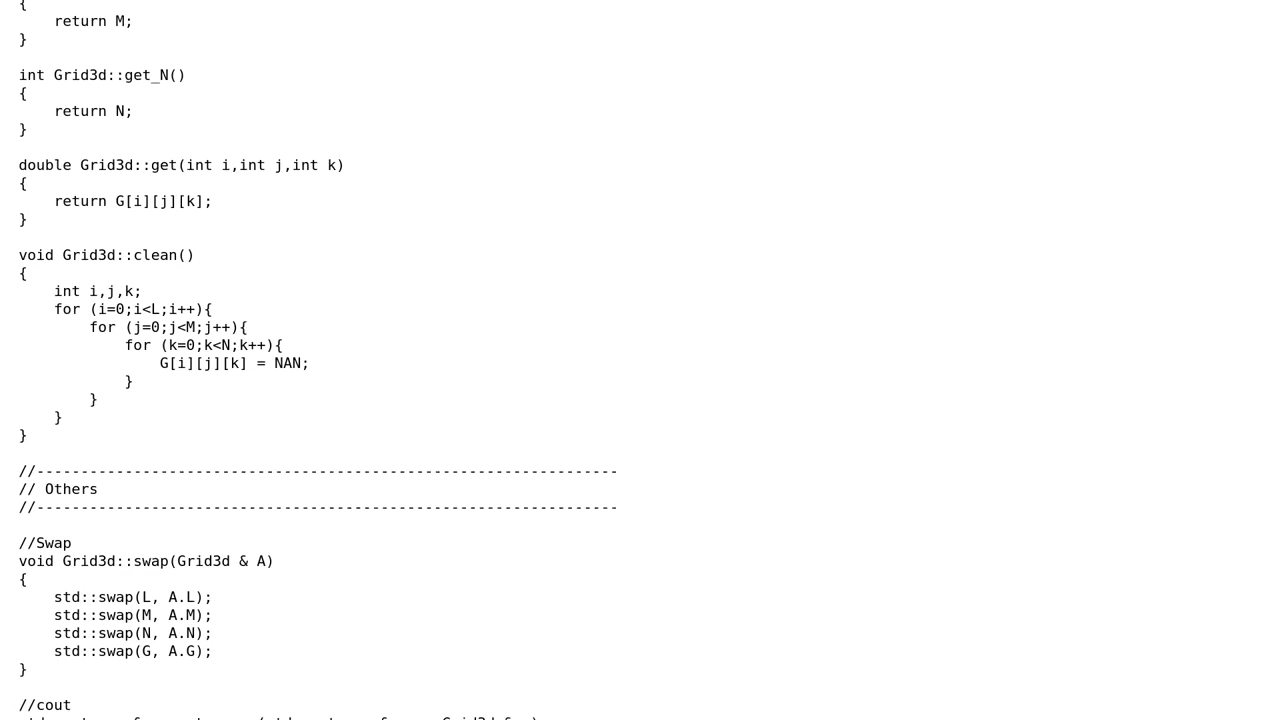 {
    return M;
}

int Grid3d::get_N()
{
    return N;
}

double Grid3d::get(int i,int j,int k)
{
    return G[i][j][k];
}

void Grid3d::clean()
{
    int i,j,k;
    for (i=0;i<L;i++){
        for (j=0;j<M;j++){
            for (k=0;k<N;k++){
                G[i][j][k] = NAN;
            }
        }
    }
}

//------------------------------------------------------------------
// Others
//------------------------------------------------------------------

//Swap
void Grid3d::swap(Grid3d & A)
{
    std::swap(L, A.L);
    std::swap(M, A.M);
    std::swap(N, A.N);
    std::swap(G, A.G);
}

//cout